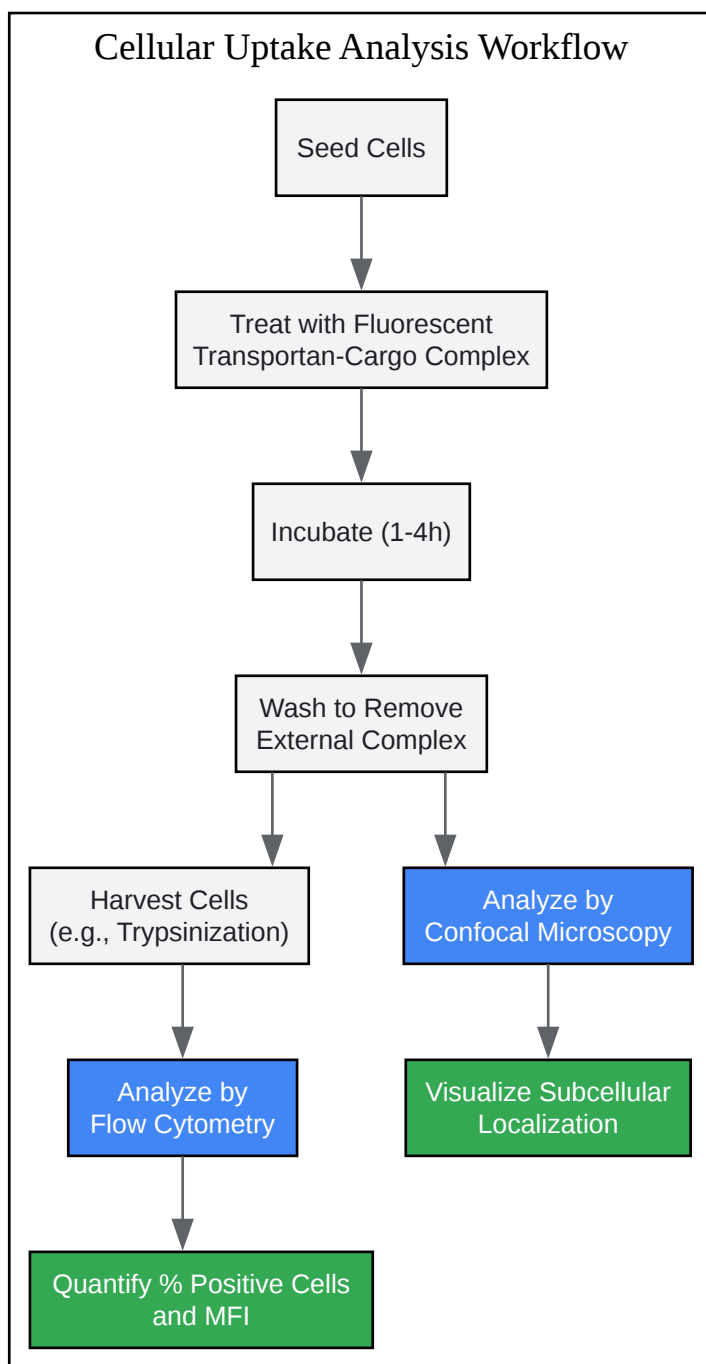 Cellular Uptake Analysis Workflow
Seed Cells
Treat with Fluorescent
Transportan-Cargo Complex
Incubate (1-4h)
Wash to Remove
External Complex
Harvest Cells
(e.g., Trypsinization)
Analyze by
Confocal Microscopy
Analyze by
Flow Cytometry
Visualize Subcellular
Localization
Quantify % Positive Cells
and MFI